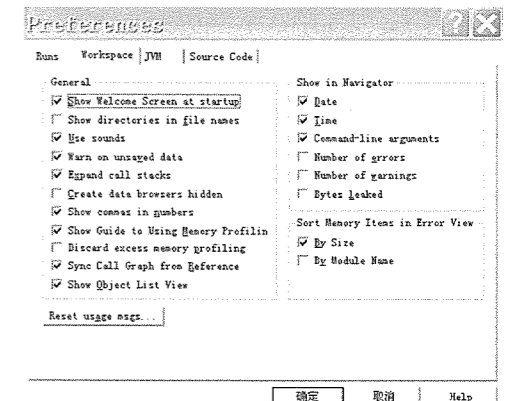 Preferences
Runs Workspace JVM Source Code
General
Show Welcome Screen at startup
Show directories in file names
Use sounds
Warn on unsaved data
Expand call stacks
Create data browsers hidden
Show commas in numbers
Show Guide to Using Memory Profilin
Discard excess memory profiling
Sync Call Graph from Reference
Show Object List View
Reset usage msgs...
Show in Navigator
Date
Time
Command-line arguments
Number of errors
Number of warnings
Bytes leaked
Sort Memory Items in Error View
By Size
By Module Name
确定 取消 Help